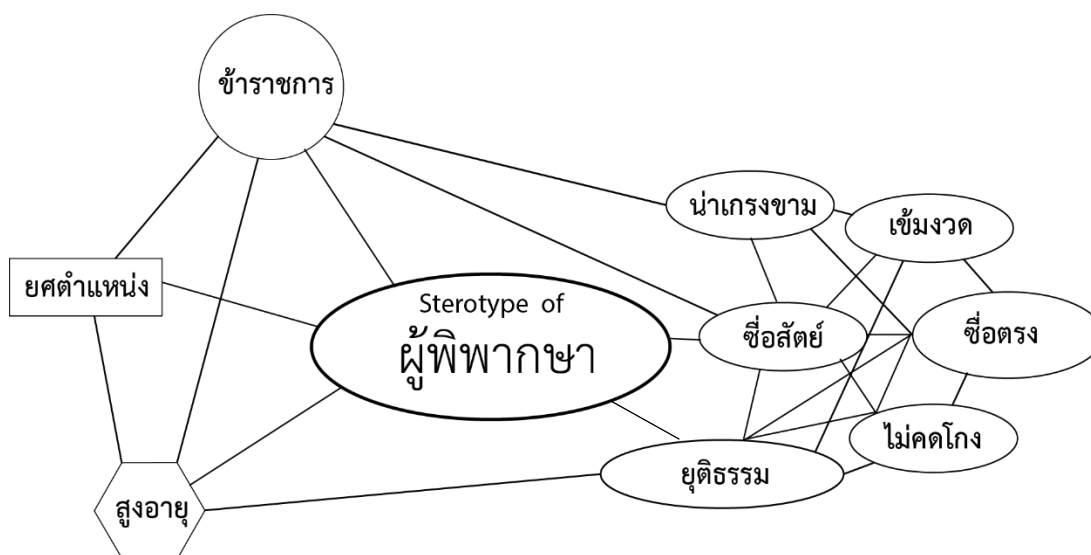 ข้าราชการ
น่าเกรงขาม
เข้มงวด
ยศตำแหน่ง
Sterotype of
ผู้พิพากษา
ซื่อสัตย์
ซื่อตรง
ไม่คดโกง
ยุติธรรม
สูงอายุ